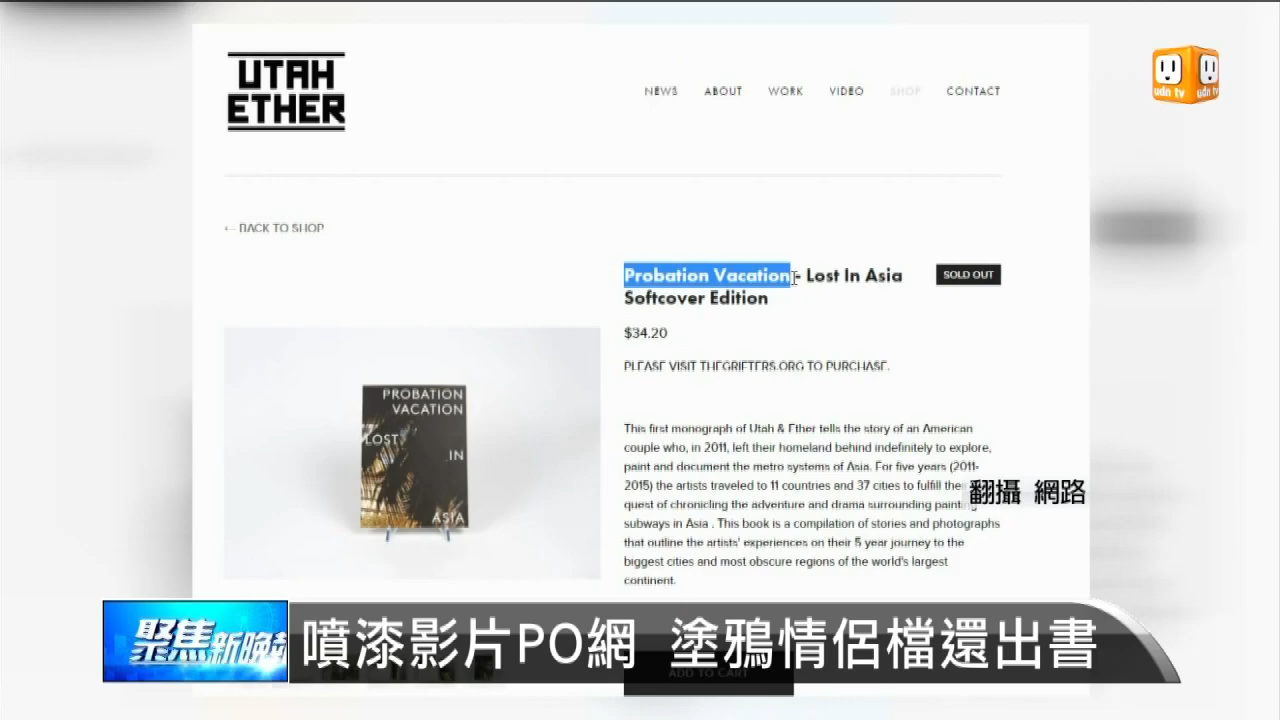 UTAH
ETHER
NEWS ABOUT WORK VIDEO SHOP CONTACT
udn tv udn tv
← BACK TO SHOP
Probation Vacation - Lost In Asia
Softcover Edition
SOLD OUT
$34.20
PLEASE VISIT THEGRIFTERS.ORG TO PURCHASE.
PROBATION
VACATION
LOST
IN
ASIA
This first monograph of Utah & Ether tells the story of an American
couple who, in 2011, left their homeland behind indefinitely to explore,
paint and document the metro systems of Asia. For five years (2011-
2015) the artists traveled to 11 countries and 37 cities to fulfill their
quest of chronicling the adventure and drama surrounding painting
subways in Asia . This book is a compilation of stories and photographs
that outline the artists' experiences on their 5 year journey to the
biggest cities and most obscure regions of the world's largest
continent.
翻攝 網路
聚焦新晚報
噴漆影片PO網 塗鴉情侶檔還出書
ADD TO CART